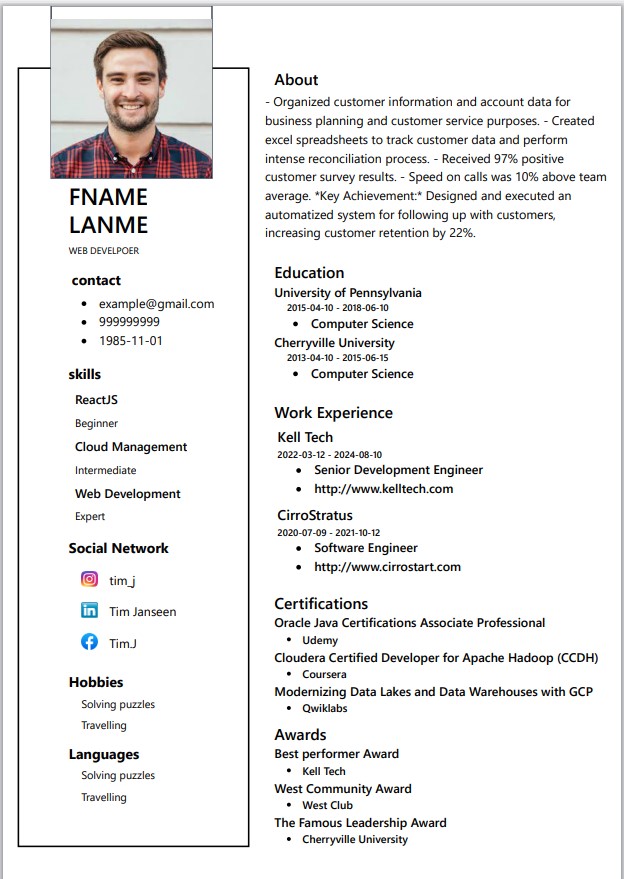 FNAME
LANME
WEB DEVELPOER
contact
• example@gmail.com
• 999999999
• 1985-11-01
skills
ReactJS
Beginner
Cloud Management
Intermediate
Web Development
Expert
Social Network
tim_j
Tim Janseen
Tim.J
Hobbies
Solving puzzles
Travelling
Languages
Solving puzzles
Travelling
About
- Organized customer information and account data for
business planning and customer service purposes. - Created
excel spreadsheets to track customer data and perform
intense reconciliation process. - Received 97% positive
customer survey results. - Speed on calls was 10% above team
average. *Key Achievement:* Designed and executed an
automatized system for following up with customers,
increasing customer retention by 22%.
Education
University of Pennsylvania
2015-04-10 - 2018-06-10
• Computer Science
Cherryville University
2013-04-10 - 2015-06-15
• Computer Science
Work Experience
Kell Tech
2022-03-12 - 2024-08-10
• Senior Development Engineer
• http://www.kelltech.com
CirroStratus
2020-07-09 - 2021-10-12
• Software Engineer
• http://www.cirrostart.com
Certifications
Oracle Java Certifications Associate Professional
• Udemy
Cloudera Certified Developer for Apache Hadoop (CCDH)
• Coursera
Modernizing Data Lakes and Data Warehouses with GCP
• Qwiklabs
Awards
Best performer Award
• Kell Tech
West Community Award
• West Club
The Famous Leadership Award
• Cherryville University